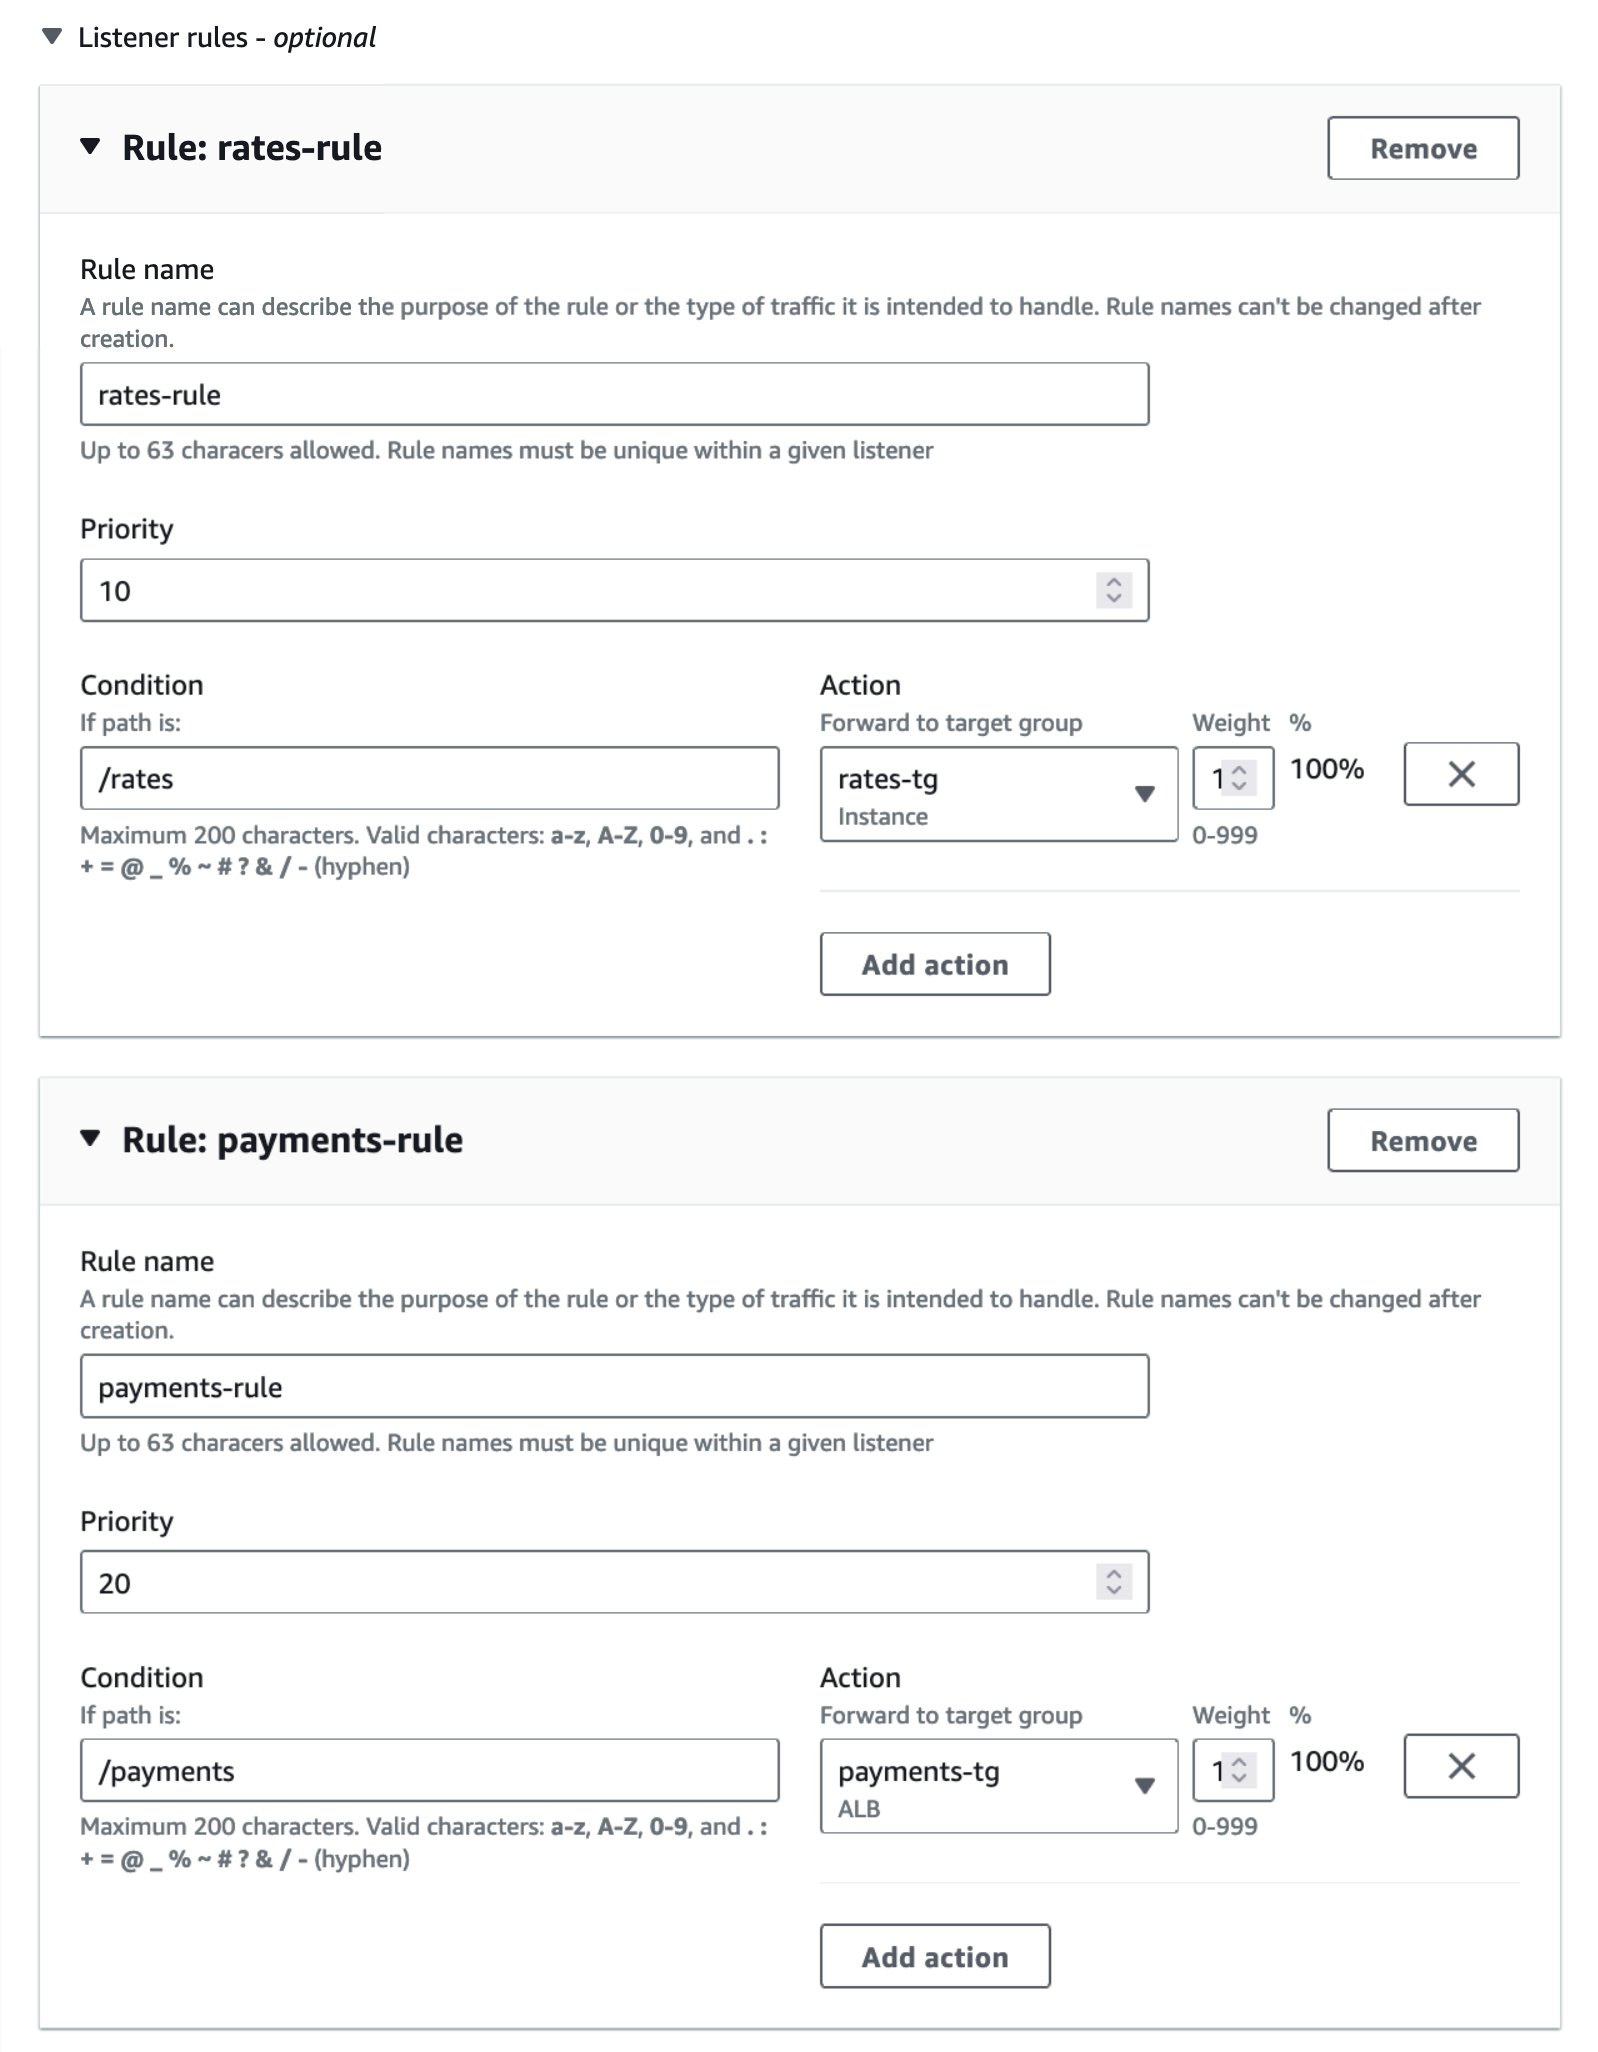 Listener rules - optional
Rule: rates-rule
Remove
Rule name
A rule name can describe the purpose of the rule or the type of traffic it is intended to handle. Rule names can't be changed after
creation.
rates-rule
Up to 63 characers allowed. Rule names must be unique within a given listener
Priority
10
Condition
If path is:
/rates
Maximum 200 characters. Valid characters: a-z, A-Z, 0-9, and . :
+ = @ _ % ~ # ? & / - (hyphen)
Action
Forward to target group
Weight
%
rates-tg
Instance
1
100%
0-999
Add action
Rule: payments-rule
Remove
Rule name
A rule name can describe the purpose of the rule or the type of traffic it is intended to handle. Rule names can't be changed after
creation.
payments-rule
Up to 63 characers allowed. Rule names must be unique within a given listener
Priority
20
Condition
If path is:
/payments
Maximum 200 characters. Valid characters: a-z, A-Z, 0-9, and . :
+ = @ _ % ~ # ? & / - (hyphen)
Action
Forward to target group
Weight
%
payments-tg
ALB
1
100%
0-999
Add action